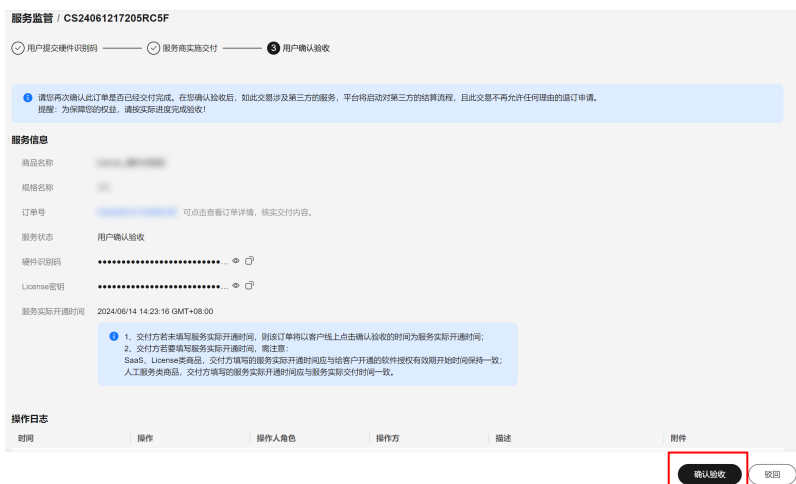 服务监管 / CS24061217205RC5F
用户提交硬件识别码 服务商实施交付 3 用户确认验收
请您再次确认此订单是否已经交付完成。在您确认验收后，如此交易涉及第三方的服务，平台将启动对第三方的结算流程，且此交易不再允许任何理由的退订申请。
提醒：为保障您的权益，请按实际进度完成验收！
服务信息
商品名称
规格名称
订单号 可点击查看订单详情，核实交付内容。
服务状态 用户确认验收
硬件识别码 ••••••••••••••••••••••••••...
License密钥 ••••••••••••••••••••••••••...
服务实际开通时间 2024/06/14 14:23:16 GMT+08:00
1、交付方若未填写服务实际开通时间，则该订单将以客户线上点击确认验收的时间为服务实际开通时间；
2、交付方若要填写服务实际开通时间，需注意：
SaaS、License类商品，交付方填写的服务实际开通时间应与给客户开通的软件授权有效期开始时间保持一致；
人工服务类商品，交付方填写的服务实际开通时间应与服务实际交付时间一致。
操作日志
时间 操作 操作人角色 操作方 描述 附件
确认验收 驳回